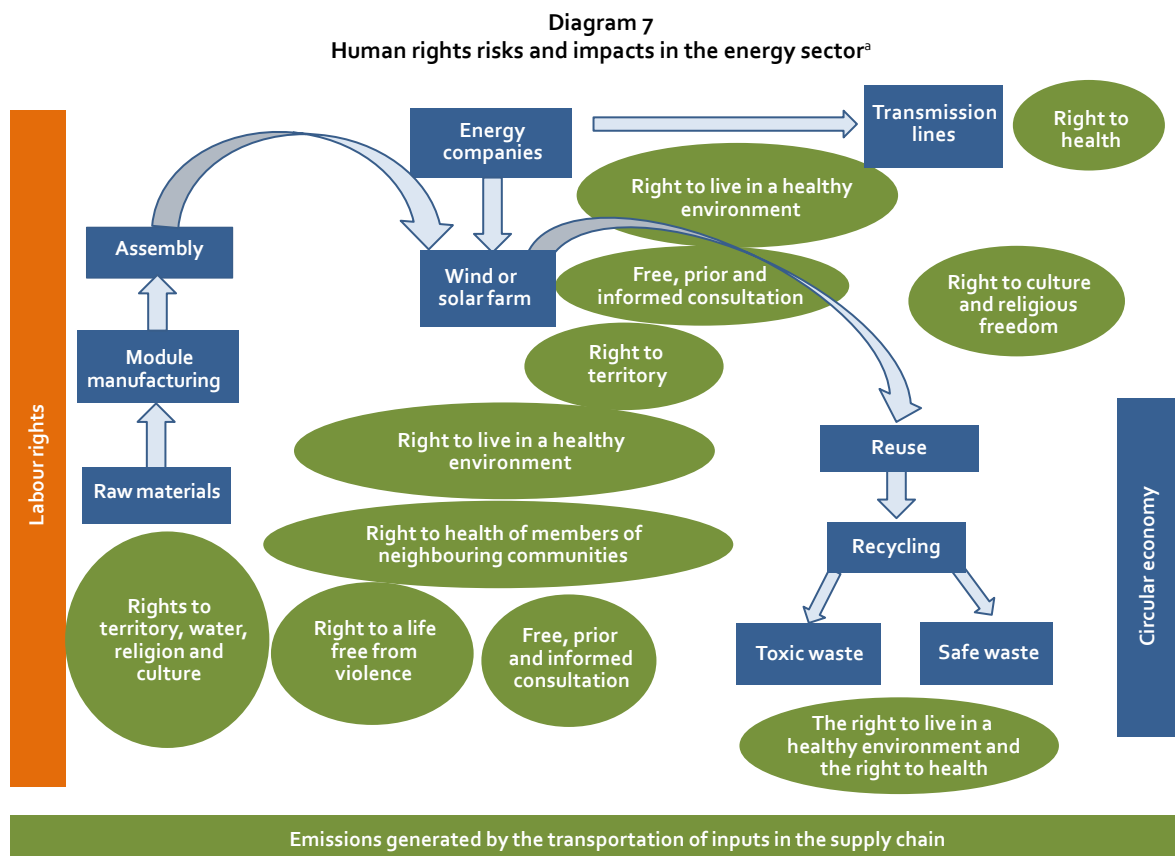 Diagram 7
Human rights risks and impacts in the energy sectorᵃ
Energy
companies
Transmission
lines
Right to
health
Right to live in a healthy
environment
Assembly
Wind or
solar farm
Free, prior and
informed consultation
Right to culture
and religious
freedom
Module
manufacturing
Right to
territory
Right to live in a healthy
environment
Reuse
Raw materials
Labour rights
Right to health of members of
neighbouring communities
Recycling
Circular economy
Rights to
territory, water,
religion and
culture
Right to a life
free from
violence
Free, prior
and informed
consultation
Toxic waste
Safe waste
The right to live in a
healthy environment and
the right to health
Emissions generated by the transportation of inputs in the supply chain